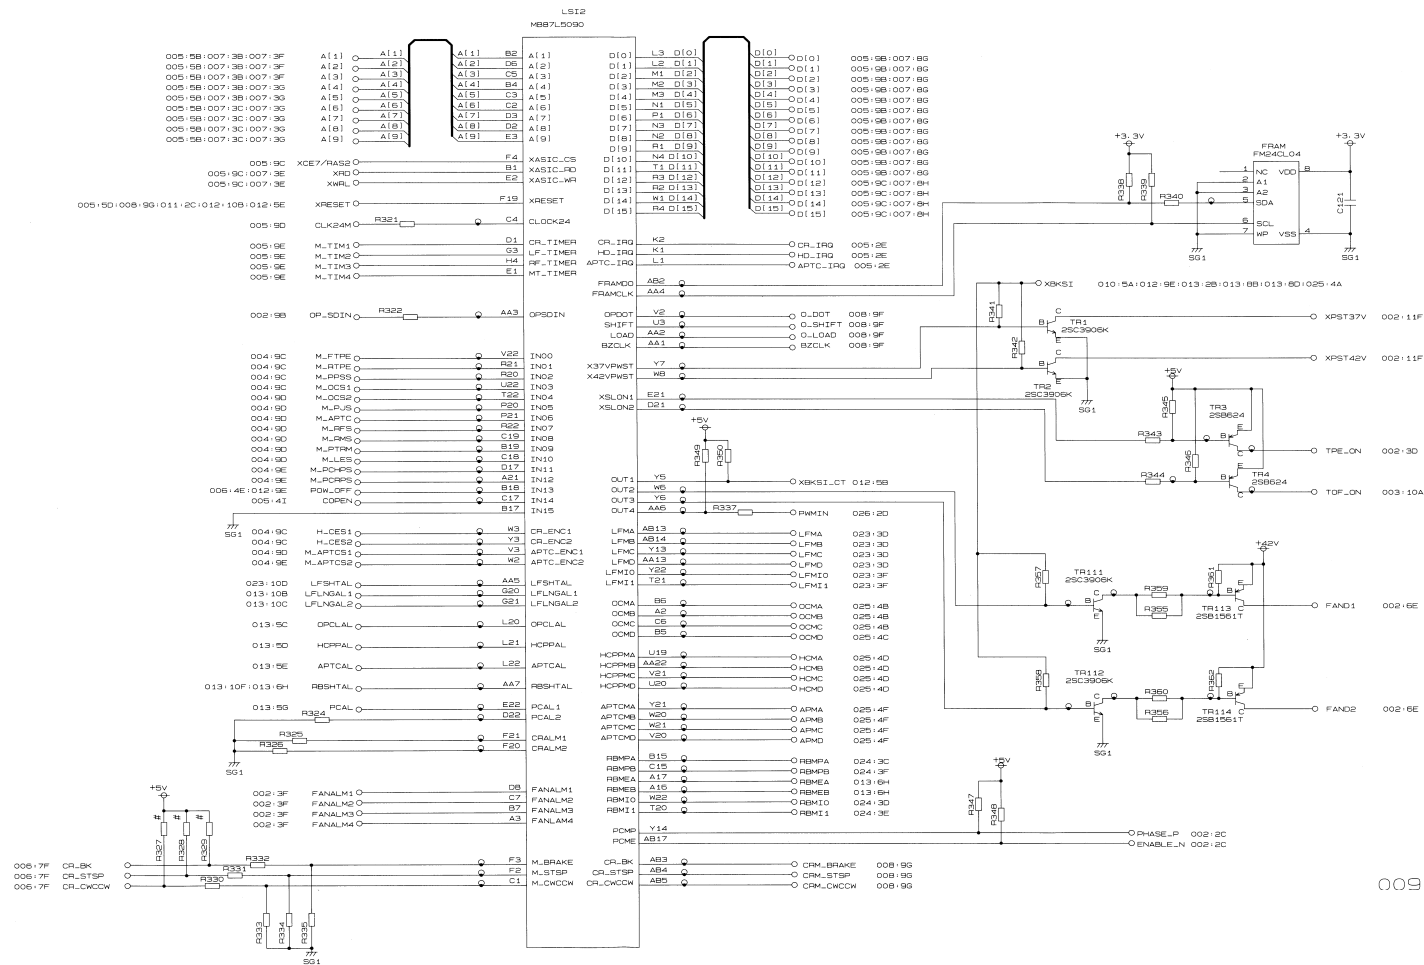 LSI2
MB87L5090
005:5B:007:3B:007:3F A[1] A[1] A[1] B2 A[1] D[0] L3 D[0] D[0] D[0] 005:9B:007:8G
005:5B:007:3B:007:3F A[2] A[2] A[2] D6 A[2] D[1] L2 D[1] D[1] D[1] 005:9B:007:8G
005:5B:007:3B:007:3F A[3] A[3] A[3] C5 A[3] D[2] M1 D[2] D[2] D[2] 005:9B:007:8G
005:5B:007:3B:007:3G A[4] A[4] A[4] B4 A[4] D[3] M2 D[3] D[3] D[3] 005:9B:007:8G
005:5B:007:3B:007:3G A[5] A[5] A[5] C3 A[5] D[4] M3 D[4] D[4] D[4] 005:9B:007:8G
005:5B:007:3B:007:3G A[6] A[6] A[6] C2 A[6] D[5] N1 D[5] D[5] D[5] 005:9B:007:8G
005:5B:007:3C:007:3G A[7] A[7] A[7] D3 A[7] D[6] P1 D[6] D[6] D[6] 005:9B:007:8G
005:5B:007:3C:007:3G A[8] A[8] A[8] D2 A[8] D[7] N3 D[7] D[7] D[7] 005:9B:007:8G
005:5B:007:3C:007:3G A[9] A[9] A[9] E3 A[9] D[8] N2 D[8] D[8] D[8] 005:9B:007:8G
D[9] R1 D[9] D[9] D[9] 005:9B:007:8G
005:9C XCE7/RAS2 F4 XASIC_CS D[10] N4 D[10] D[10] D[10] 005:9B:007:8G
005:9C:007:3E XRD B1 XASIC_RD D[11] T1 D[11] D[11] D[11] 005:9B:007:8G
005:9C:007:3E XWRL E2 XASIC_WR D[12] R3 D[12] D[12] D[12] 005:9C:007:8H
D[13] R2 D[13] D[13] D[13] 005:9C:007:8H
005:5D:008:9G:011:2C:012:10B:012:5E XRESET F19 XRESET D[14] W1 D[14] D[14] D[14] 005:9C:007:8H
D[15] R4 D[15] D[15] D[15] 005:9C:007:8H
005:9D CLK24M R321 C4 CLOCK24
005:9E M_TIM1 D1 CR_TIMER CR_IRQ K2 CR_IRQ 005:2E
005:9E M_TIM2 G3 LF_TIMER HD_IRQ K1 HD_IRQ 005:2E
005:9E M_TIM3 H4 RF_TIMER APTC_IRQ L1 APTC_IRQ 005:2E
005:9E M_TIM4 E1 MT_TIMER
FRAMDO AB2
FRAMCLK AA4
+3.3V +3.3V
FRAM
FM24CL04
1 NC VDD 8
2 A1
3 A2
5 SDA
6 SCL
7 WP VSS 4
R338 R339 R340 C121
SG1 SG1
XBKSI 010:5A:012:9E:013:2B:013:8B:013:8D:025:4A
002:9B OP_SDIN R322 AA3 OPSDIN OPDOT V2 O_DOT 008:9F
SHIFT U3 O_SHIFT 008:9F
LOAD AA2 O_LOAD 008:9F
BZCLK AA1 BZCLK 008:9F
R341 R342
B C E TR1 2SC3906K XPST37V 002:11F
B C E TR2 2SC3906K XPST42V 002:11F
SG1
004:9C M_FTPE V22 IN00
004:9C M_RTPE R21 IN01 X37VPWST Y7
004:9C M_PPSS R20 IN02 X42VPWST W8
004:9D M_OCS1 U22 IN03
004:9D M_OCS2 T22 IN04 XSLON1 E21
004:9D M_PJS P20 IN05 XSLON2 D21
004:9D M_APTC P21 IN06
004:9D M_RFS R22 IN07
004:9D M_RMS C19 IN08
004:9D M_PTRM B19 IN09
004:9D M_LES C18 IN10
004:9E M_PCHPS D17 IN11
004:9E M_PCRPS A21 IN12 OUT1 Y5 XBKSI_CT 012:5B
006:4E:012:9E POW_OFF B18 IN13 OUT2 W6
005:4I COPEN C17 IN14 OUT3 Y6
SG1 B17 IN15 OUT4 AA6 R337 PWMIN 026:2D
+5V R349 R350
+5V R345 R343 B E C TR3 2SB624 TPE_ON 002:3D
R346 R344 B E C TR4 2SB624 TOF_ON 003:10A
004:9C H_CES1 W3 CR_ENC1 LFMA AB13 LFMA 023:3D
004:9C H_CES2 Y3 CR_ENC2 LFMB AB14 LFMB 023:3D
004:9D M_APTCS1 V3 APTC_ENC1 LFMC Y13 LFMC 023:3D
004:9E M_APTCS2 W2 APTC_ENC2 LFMD AA13 LFMD 023:3D
LFMI0 Y22 LFMI0 023:3F
023:10D LFSHTAL AA5 LFSHTAL LFMI1 T21 LFMI1 023:3F
013:10B LFLNGAL1 G20 LFLNGAL1
013:10C LFLNGAL2 G21 LFLNGAL2 OCMA B6 OCMA 025:4B
OCMB A2 OCMB 025:4B
013:5C OPCLAL L20 OPCLAL OCMC C6 OCMC 025:4B
OCMD B5 OCMD 025:4C
+42V
R357 TR111 2SC3906K B C E R359 R355 R361 TR113 2SB1561T B E C FAND1 002:6E
SG1
013:5D HCPPAL L21 HCPPAL HCPPMA U19 HCMA 025:4D
013:5E APTCAL L22 APTCAL HCPPMB AA22 HCMB 025:4D
HCPPMC V21 HCMC 025:4D
013:10F:013:6H RBSHTAL AA7 RBSHTAL HCPPMD U20 HCMD 025:4D
013:5G PCAL E22 PCAL1 APTCMA Y21 APMA 025:4F
R324 D22 PCAL2 APTCMB W20 APMB 025:4F
APTCMC W21 APMC 025:4F
R325 F21 CRALM1 APTCMD V20 APMD 025:4F
R326 F20 CRALM2
SG1
R358 TR112 2SC3906K B C E R360 R356 R362 TR114 2SB1561T B E C FAND2 002:6E
SG1
RBMPA B15 RBMPA 024:3C
RBMPB C15 RBMPB 024:3F
RBMEA A17 RBMEA 013:6H
002:3F FANALM1 D8 FANALM1 RBMEB A16 RBMEB 013:6H
002:3F FANALM2 C7 FANALM2 RBMI0 W22 RBMI0 024:3D
002:3F FANALM3 B7 FANALM3 RBMI1 T20 RBMI1 024:3E
002:3F FANALM4 A3 FANLAM4
+5V R347 R348
PCMP Y14 PHASE_P 002:2C
PCME AB17 ENABLE_N 002:2C
+5V # # # R327 R328 R329
006:7F CR_BK R332 F3 M_BRAKE CR_BK AB3 CRM_BRAKE 008:9G
006:7F CR_STSP R331 F2 M_STSP CR_STSP AB4 CRM_STSP 008:9G
006:7F CR_CWCCW R330 C1 M_CWCCW CR_CWCCW AB5 CRM_CWCCW 008:9G
R333 R334 R335
SG1
009